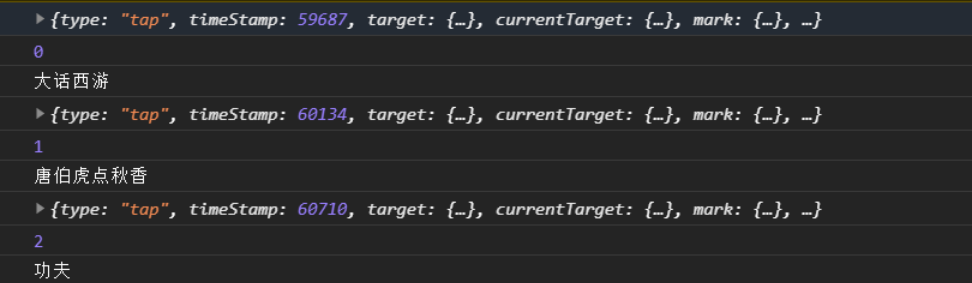 {type: "tap", timeStamp: 59687, target: {…}, currentTarget: {…}, mark: {…}, …}
0
大话西游
{type: "tap", timeStamp: 60134, target: {…}, currentTarget: {…}, mark: {…}, …}
1
唐伯虎点秋香
{type: "tap", timeStamp: 60710, target: {…}, currentTarget: {…}, mark: {…}, …}
2
功夫